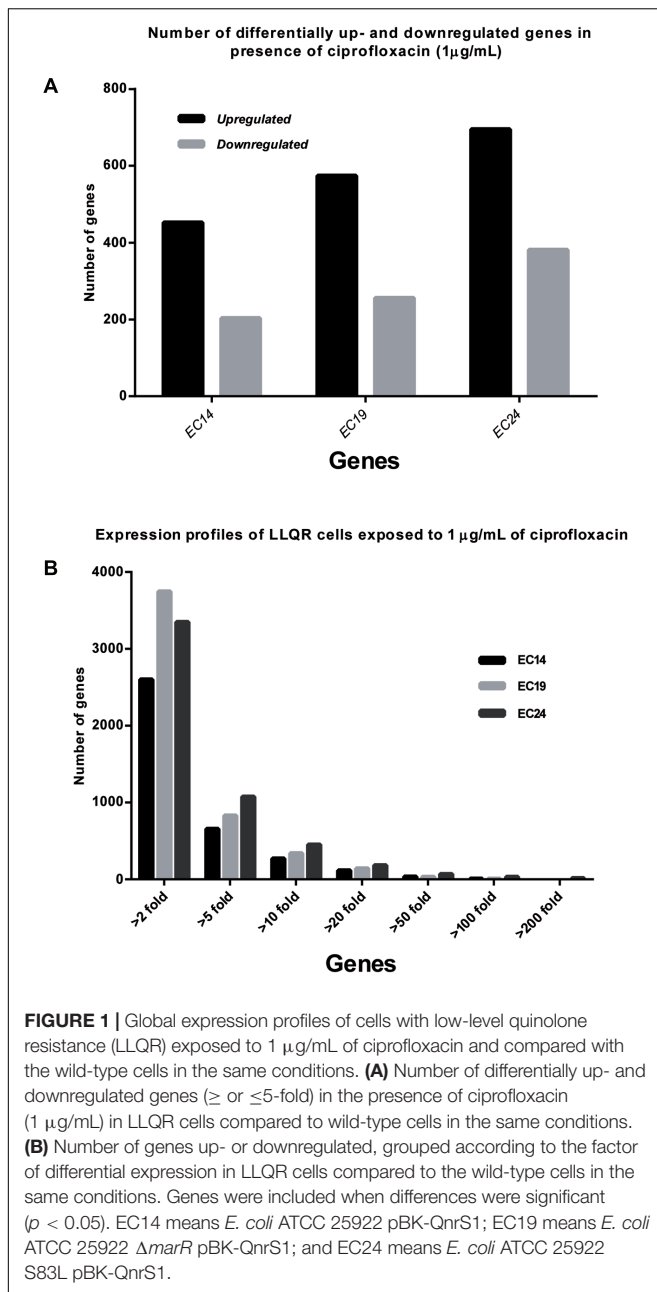 Number of differentially up- and downregulated genes in
presence of ciprofloxacin (1μg/mL)
A
800
600
400
200
0
Number of genes
Upregulated
Downregulated
EC14
EC19
EC24
Genes
Expression profiles of LLQR cells exposed to 1 μg/mL of ciprofloxacin
B
4000
3000
2000
1000
0
Number of genes
EC14
EC19
EC24
>2 fold
>5 fold
>10 fold
>20 fold
>50 fold
>100 fold
>200 fold
Genes
FIGURE 1 | Global expression profiles of cells with low-level quinolone
resistance (LLQR) exposed to 1 μg/mL of ciprofloxacin and compared with
the wild-type cells in the same conditions. (A) Number of differentially up- and
downregulated genes (≥ or ≤5-fold) in the presence of ciprofloxacin
(1 μg/mL) in LLQR cells compared to wild-type cells in the same conditions.
(B) Number of genes up- or downregulated, grouped according to the factor
of differential expression in LLQR cells compared to the wild-type cells in the
same conditions. Genes were included when differences were significant
(p < 0.05). EC14 means E. coli ATCC 25922 pBK-QnrS1; EC19 means E. coli
ATCC 25922 ΔmarR pBK-QnrS1; and EC24 means E. coli ATCC 25922
S83L pBK-QnrS1.